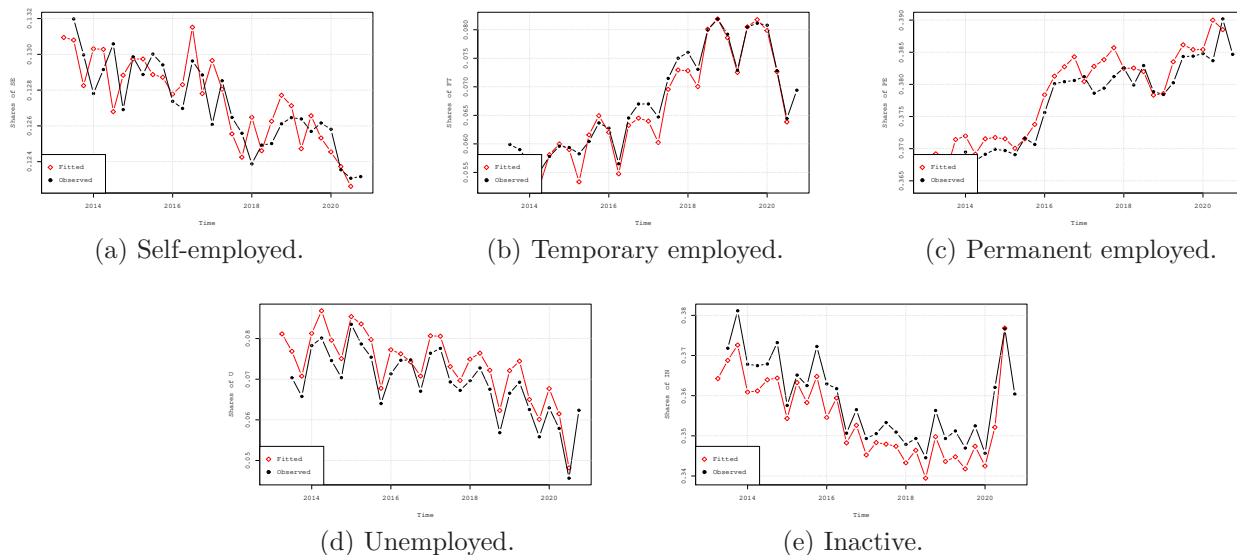 0.124 0.126 0.128 0.130 0.132
Shares of SE
Fitted
Observed
2014 2016 2018 2020
Time
(a) Self-employed.
0.055 0.060 0.065 0.070 0.075 0.080
Shares of FT
Fitted
Observed
2014 2016 2018 2020
Time
(b) Temporary employed.
0.365 0.370 0.375 0.380 0.385 0.390
Shares of PE
Fitted
Observed
2014 2016 2018 2020
Time
(c) Permanent employed.
0.05 0.06 0.07 0.08
Shares of U
Fitted
Observed
2014 2016 2018 2020
Time
(d) Unemployed.
0.34 0.35 0.36 0.37 0.38
Shares of IN
Fitted
Observed
2014 2016 2018 2020
Time
(e) Inactive.